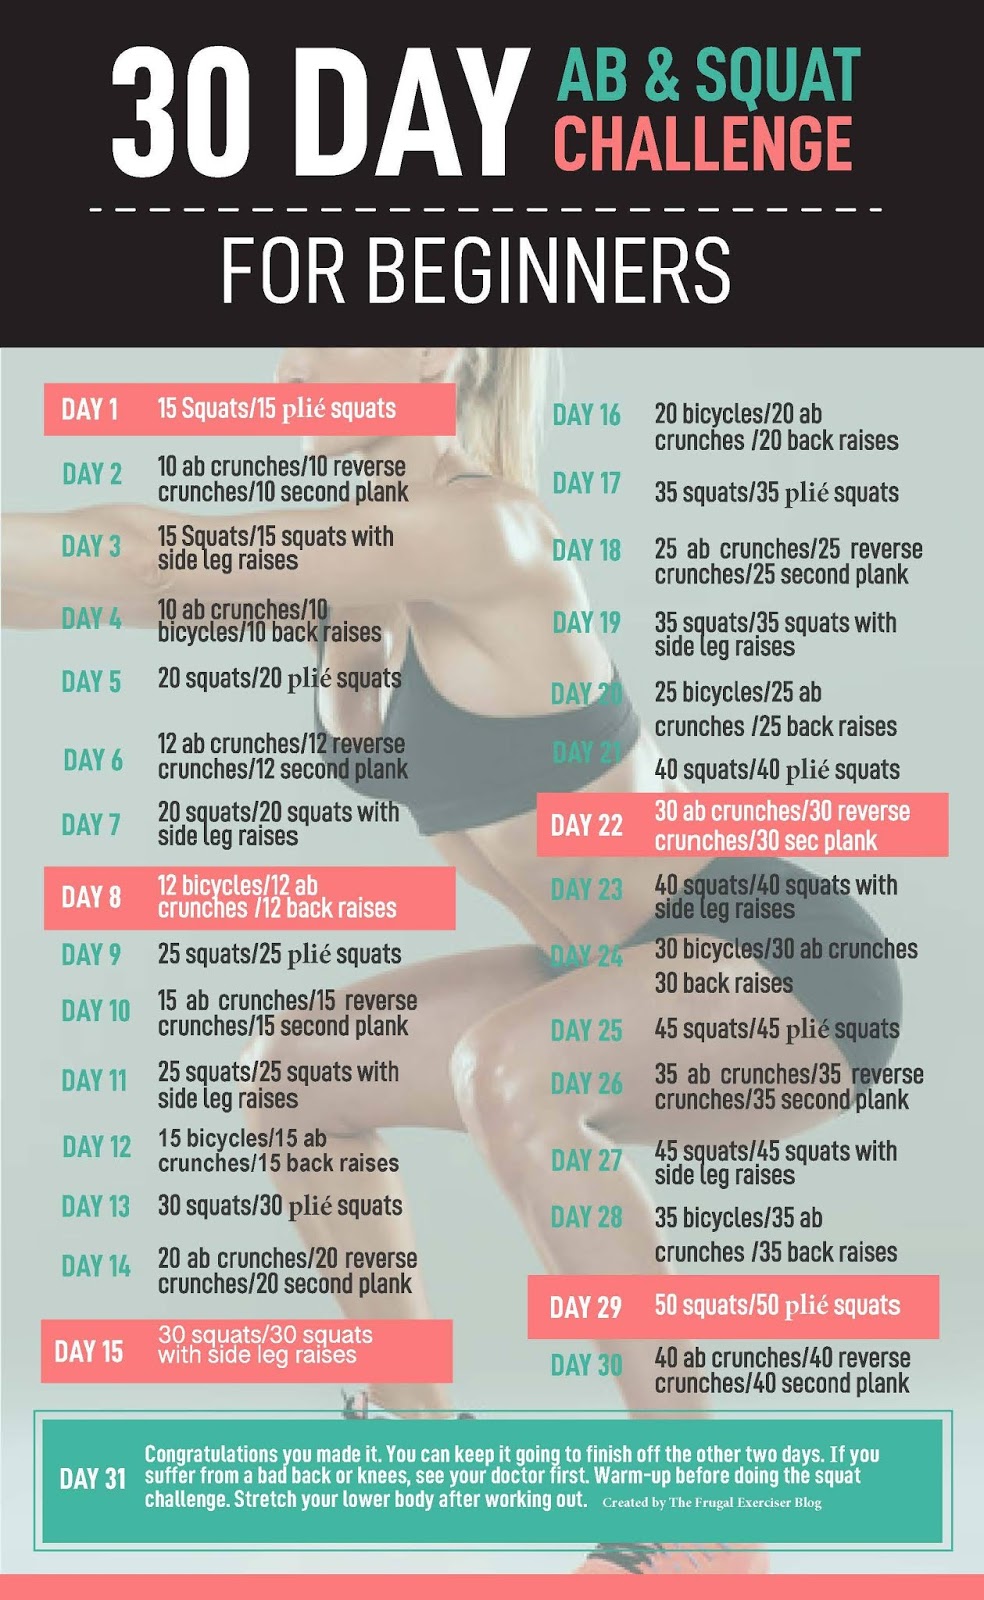 30 DAY AB & SQUAT
CHALLENGE
FOR BEGINNERS
DAY 1 15 Squats/15 plié squats
DAY 2 10 ab crunches/10 reverse
crunches/10 second plank
DAY 3 15 Squats/15 squats with
side leg raises
DAY 4 10 ab crunches/10
bicycles/10 back raises
DAY 5 20 squats/20 plié squats
DAY 6 12 ab crunches/12 reverse
crunches/12 second plank
DAY 7 20 squats/20 squats with
side leg raises
DAY 8 12 bicycles/12 ab
crunches /12 back raises
DAY 9 25 squats/25 plié squats
DAY 10 15 ab crunches/15 reverse
crunches/15 second plank
DAY 11 25 squats/25 squats with
side leg raises
DAY 12 15 bicycles/15 ab
crunches/15 back raises
DAY 13 30 squats/30 plié squats
DAY 14 20 ab crunches/20 reverse
crunches/20 second plank
DAY 15 30 squats/30 squats
with side leg raises
DAY 16 20 bicycles/20 ab
crunches /20 back raises
DAY 17 35 squats/35 plié squats
DAY 18 25 ab crunches/25 reverse
crunches/25 second plank
DAY 19 35 squats/35 squats with
side leg raises
DAY 20 25 bicycles/25 ab
crunches /25 back raises
DAY 21 40 squats/40 plié squats
DAY 22 30 ab crunches/30 reverse
crunches/30 sec plank
DAY 23 40 squats/40 squats with
side leg raises
DAY 24 30 bicycles/30 ab crunches
30 back raises
DAY 25 45 squats/45 plié squats
DAY 26 35 ab crunches/35 reverse
crunches/35 second plank
DAY 27 45 squats/45 squats with
side leg raises
DAY 28 35 bicycles/35 ab
crunches /35 back raises
DAY 29 50 squats/50 plié squats
DAY 30 40 ab crunches/40 reverse
crunches/40 second plank
DAY 31 Congratulations you made it. You can keep it going to finish off the other two days. If you
suffer from a bad back or knees, see your doctor first. Warm-up before doing the squat
challenge. Stretch your lower body after working out. Created by The Frugal Exerciser Blog